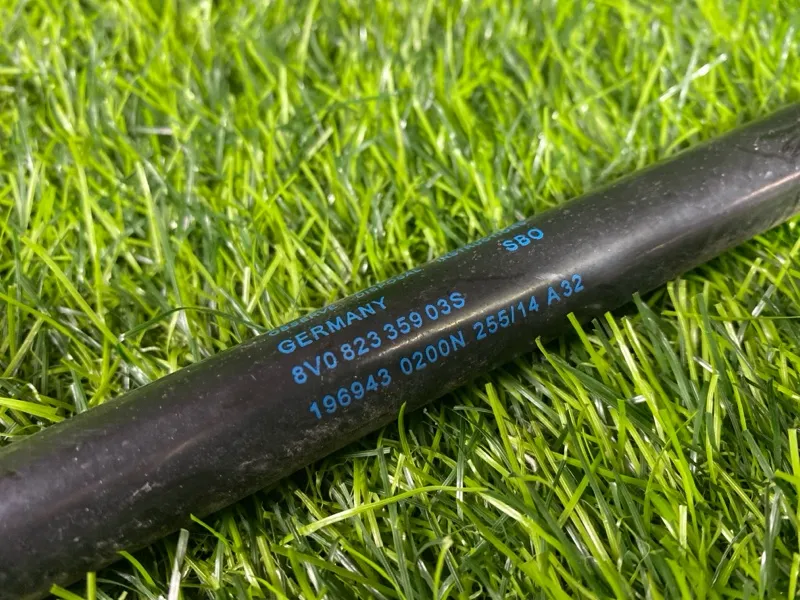 SBO
GERMANY
8V0 823 359 03S
196943 0200N 255/14 A32